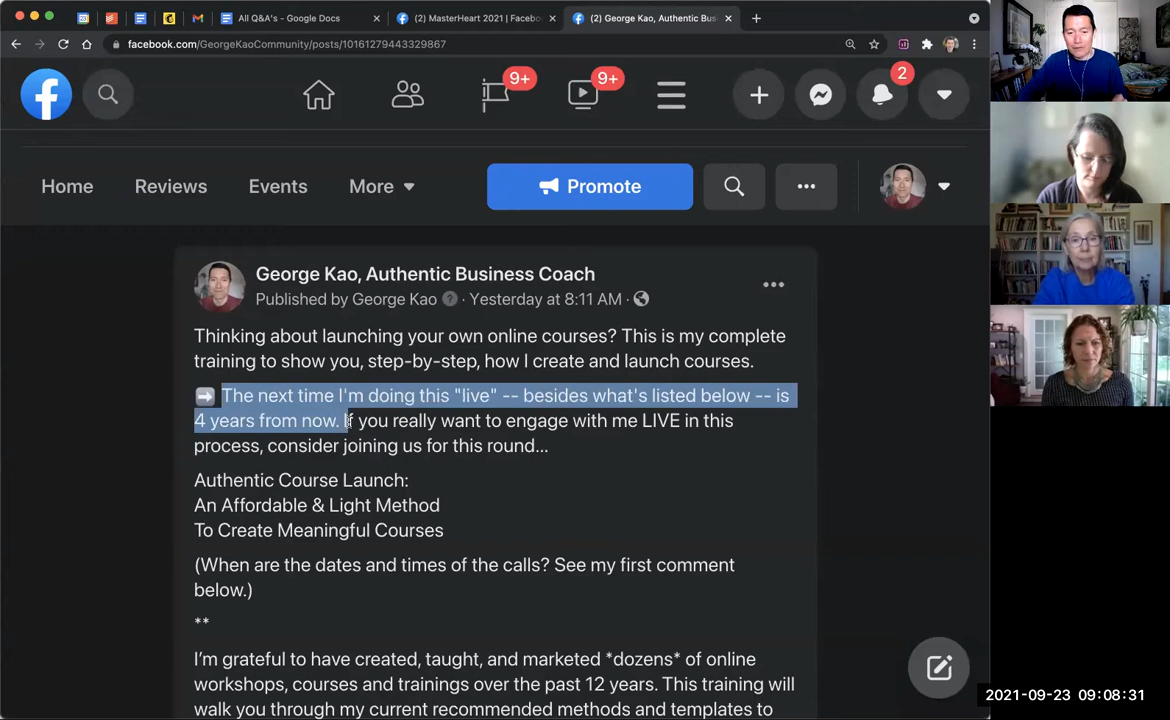 All Q&A's - Google Docs
(2) MasterHeart 2021 | Faceboo
(2) George Kao, Authentic Busi
facebook.com/GeorgeKaoCommunity/posts/10161279443329867
9+
9+
2
Home
Reviews
Events
More
Promote
George Kao, Authentic Business Coach
Published by George Kao · Yesterday at 8:11 AM ·
Thinking about launching your own online courses? This is my complete
training to show you, step-by-step, how I create and launch courses.
➡️ The next time I'm doing this "live" -- besides what's listed below -- is
4 years from now. If you really want to engage with me LIVE in this
process, consider joining us for this round...
Authentic Course Launch:
An Affordable & Light Method
To Create Meaningful Courses
(When are the dates and times of the calls? See my first comment
below.)
**
I'm grateful to have created, taught, and marketed *dozens* of online
workshops, courses and trainings over the past 12 years. This training will
walk you through my current recommended methods and templates to
2021-09-23 09:08:31